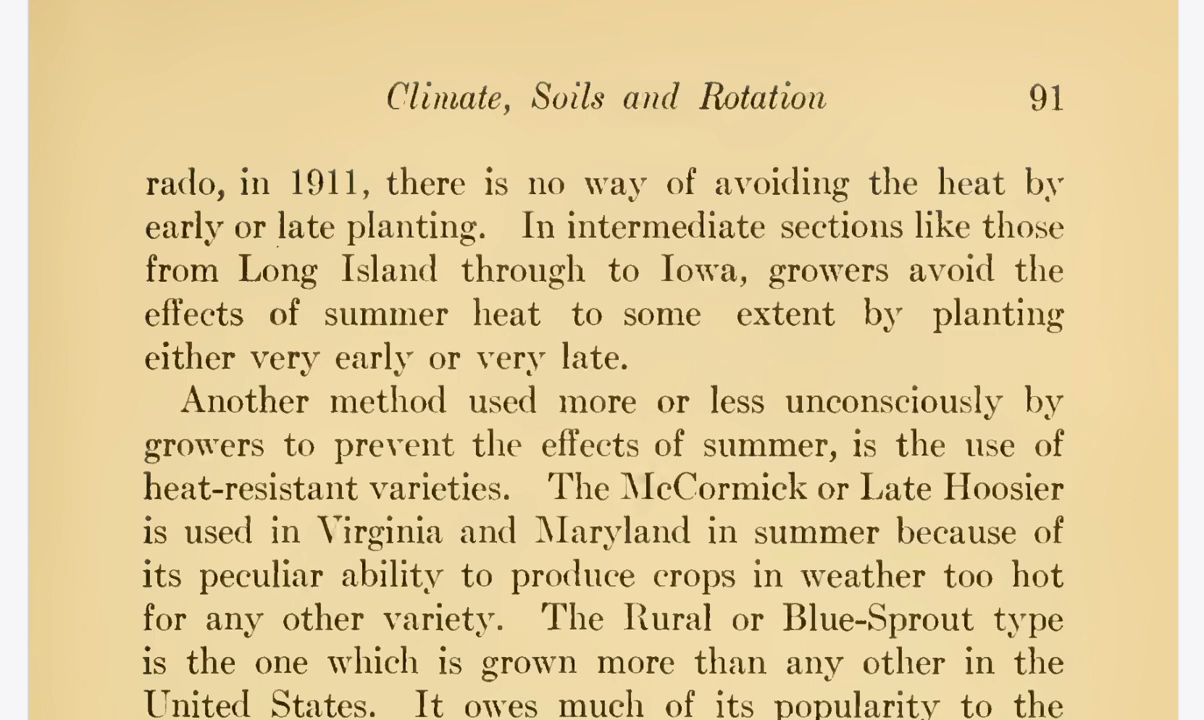 Climate, Soils and Rotation 91
rado, in 1911, there is no way of avoiding the heat by
early or late planting. In intermediate sections like those
from Long Island through to Iowa, growers avoid the
effects of summer heat to some extent by planting
either very early or very late.
Another method used more or less unconsciously by
growers to prevent the effects of summer, is the use of
heat-resistant varieties. The McCormick or Late Hoosier
is used in Virginia and Maryland in summer because of
its peculiar ability to produce crops in weather too hot
for any other variety. The Rural or Blue-Sprout type
is the one which is grown more than any other in the
United States. It owes much of its popularity to the